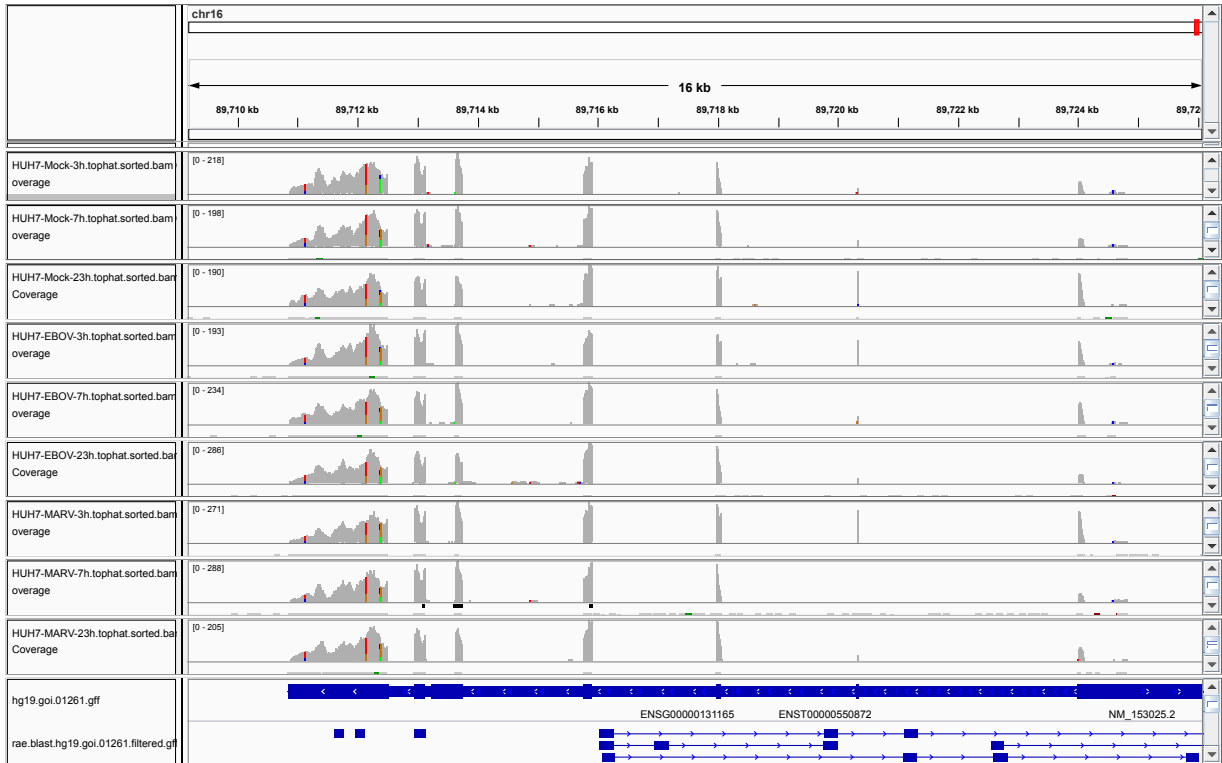 chr16
16 kb
89,710 kb 89,712 kb 89,714 kb 89,716 kb 89,718 kb 89,720 kb 89,722 kb 89,724 kb 89,72
HUH7-Mock-3h.tophat.sorted.bam
overage
[0 - 218]
HUH7-Mock-7h.tophat.sorted.bam
overage
[0 - 198]
HUH7-Mock-23h.tophat.sorted.bam
Coverage
[0 - 190]
HUH7-EBOV-3h.tophat.sorted.bam
overage
[0 - 193]
HUH7-EBOV-7h.tophat.sorted.bam
overage
[0 - 234]
HUH7-EBOV-23h.tophat.sorted.bar
Coverage
[0 - 286]
HUH7-MARV-3h.tophat.sorted.bam
overage
[0 - 271]
HUH7-MARV-7h.tophat.sorted.bam
overage
[0 - 288]
HUH7-MARV-23h.tophat.sorted.ba
Coverage
[0 - 205]
hg19.goi.01261.gff
ENSG00000131165 ENST00000550872 NM_153025.2
rae.blast.hg19.goi.01261.filtered.gff